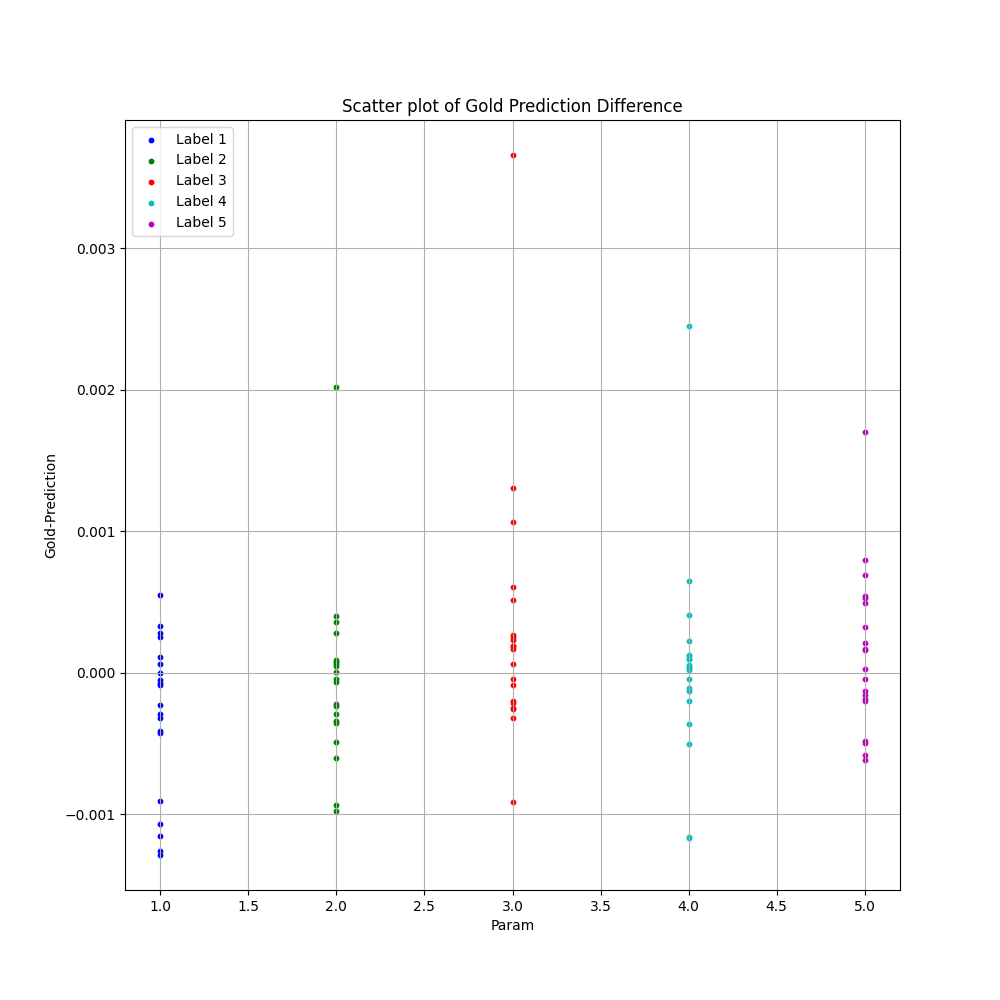 Scatter plot of Gold Prediction Difference
Label 1
Label 2
Label 3
Label 4
Label 5
0.003
0.002
0.001
0.000
−0.001
Gold-Prediction
1.0 1.5 2.0 2.5 3.0 3.5 4.0 4.5 5.0
Param